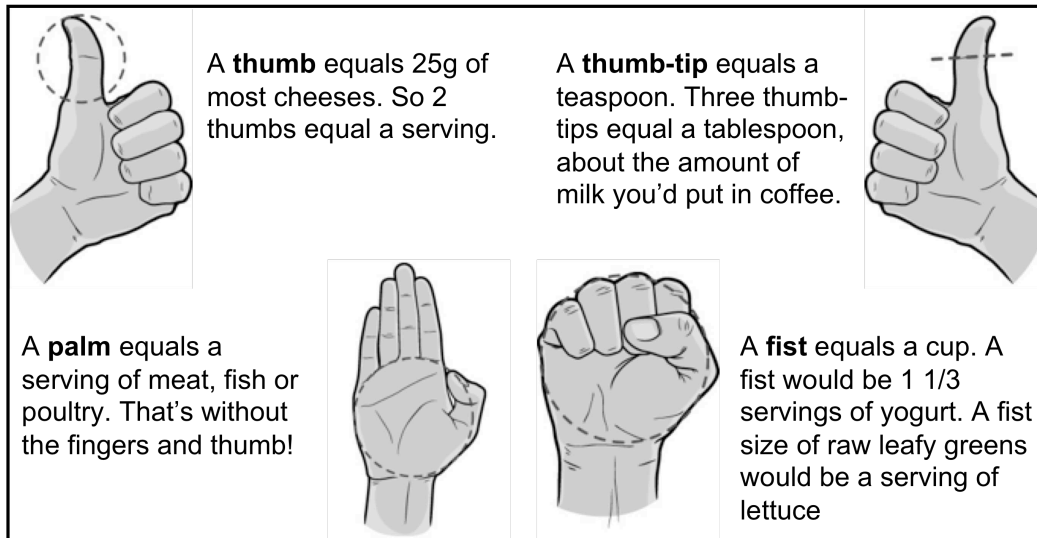 A thumb equals 25g of
most cheeses. So 2
thumbs equal a serving.
A thumb-tip equals a
teaspoon. Three thumb-
tips equal a tablespoon,
about the amount of
milk you’d put in coffee.
A palm equals a
serving of meat, fish or
poultry. That’s without
the fingers and thumb!
A fist equals a cup. A
fist would be 1 1/3
servings of yogurt. A fist
size of raw leafy greens
would be a serving of
lettuce